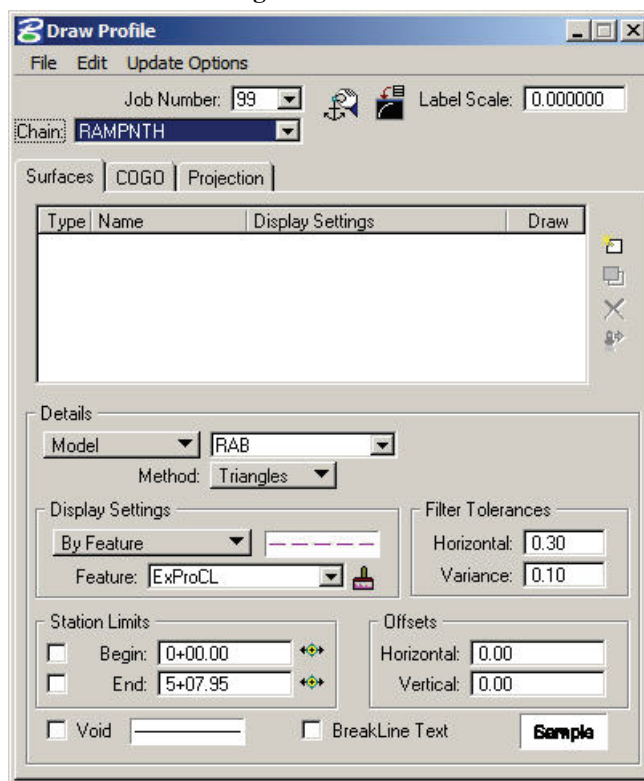 Draw Profile
File Edit Update Options
Job Number: 99 Label Scale: 0.000000
Chain: RAMPNTH
Surfaces COGO Projection
Type Name Display Settings Draw
Details
Model RAB
Method: Triangles
Display Settings Filter Tolerances
By Feature Horizontal: 0.30
Feature: ExProCL Variance: 0.10
Station Limits Offsets
Begin: 0+00.00 Horizontal: 0.00
End: 5+07.95 Vertical: 0.00
Void BreakLine Text Sample